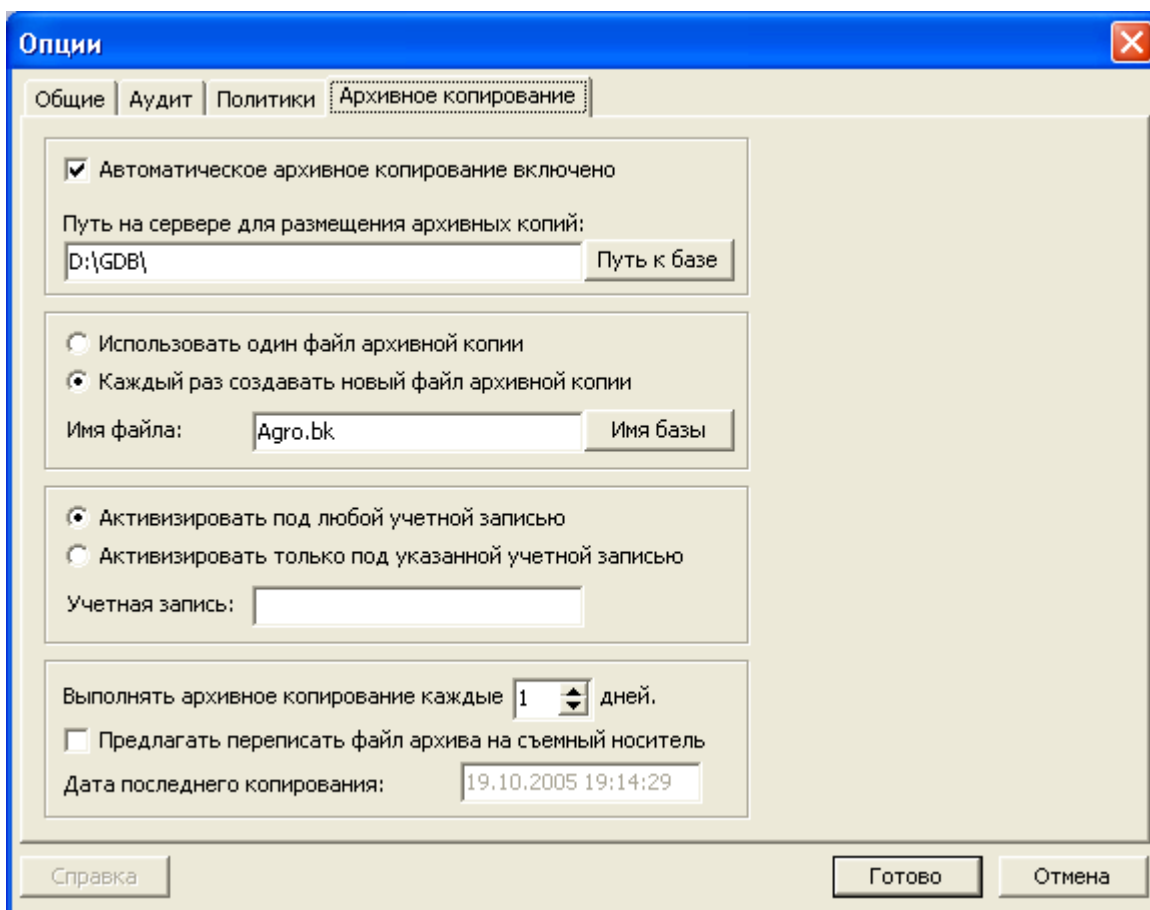 Опции
Общие Аудит Политики Архивное копирование
Автоматическое архивное копирование включено
Путь на сервере для размещения архивных копий:
D:\GDB\ Путь к базе
Использовать один файл архивной копии
Каждый раз создавать новый файл архивной копии
Имя файла: Agro.bk Имя базы
Активизировать под любой учетной записью
Активизировать только под указанной учетной записью
Учетная запись:
Выполнять архивное копирование каждые 1 дней.
Предлагать переписать файл архива на съемный носитель
Дата последнего копирования: 19.10.2005 19:14:29
Справка Готово Отмена